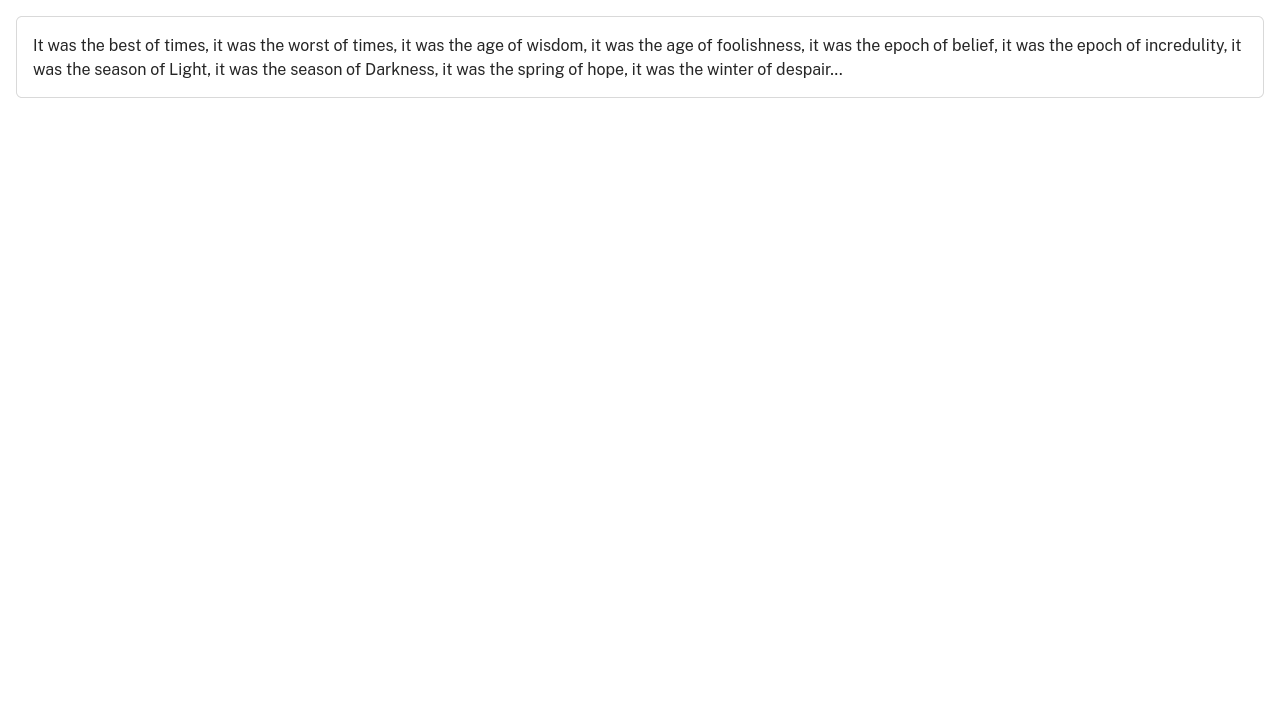 It was the best of times, it was the worst of times, it was the age of wisdom, it was the age of foolishness, it was the epoch of belief, it was the epoch of incredulity, it
was the season of Light, it was the season of Darkness, it was the spring of hope, it was the winter of despair...